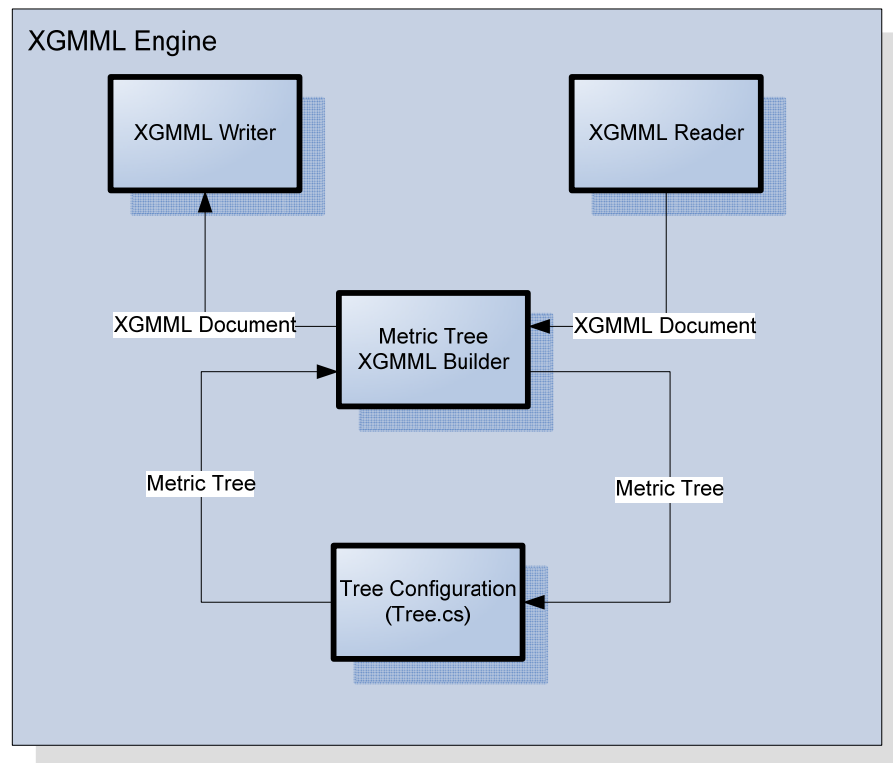 XGMML Engine
XGMML Writer
XGMML Reader
XGMML Document
XGMML Document
Metric Tree
XGMML Builder
Metric Tree
Metric Tree
Tree Configuration
(Tree.cs)